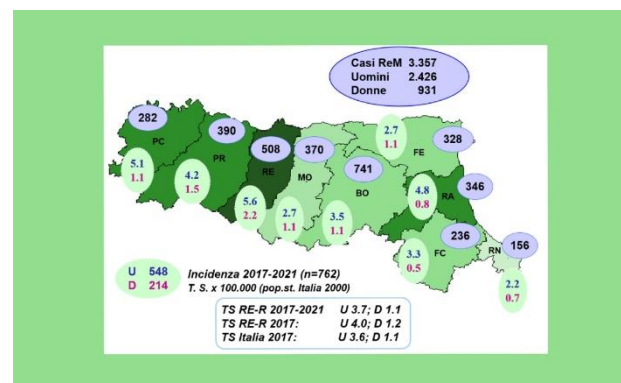 Casi ReM 3.357
Uomini 2.426
Donne 931
282
PC
5.1
1.1
390
PR
4.2
1.5
508
RE
5.6
2.2
370
MO
2.7
1.1
741
BO
3.5
1.1
2.7
1.1
FE
328
4.8
0.8
RA
346
236
3.3
0.5
FC
RN
156
2.2
0.7
U 548
D 214
Incidenza 2017-2021 (n=762)
T. S. x 100.000 (pop.st. Italia 2000)
TS RE-R 2017-2021 U 3.7; D 1.1
TS RE-R 2017: U 4.0; D 1.2
TS Italia 2017: U 3.6; D 1.1